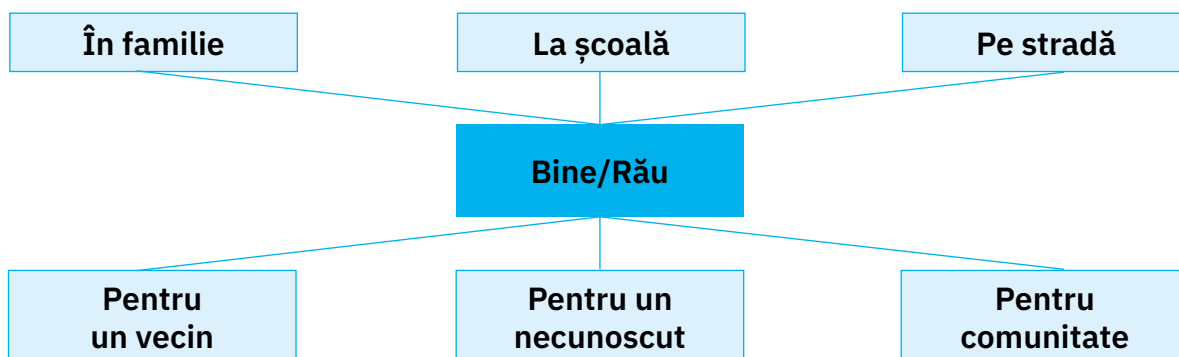 În familie
La școală
Pe stradă
Bine/Rău
Pentru
un vecin
Pentru un
necunoscut
Pentru
comunitate